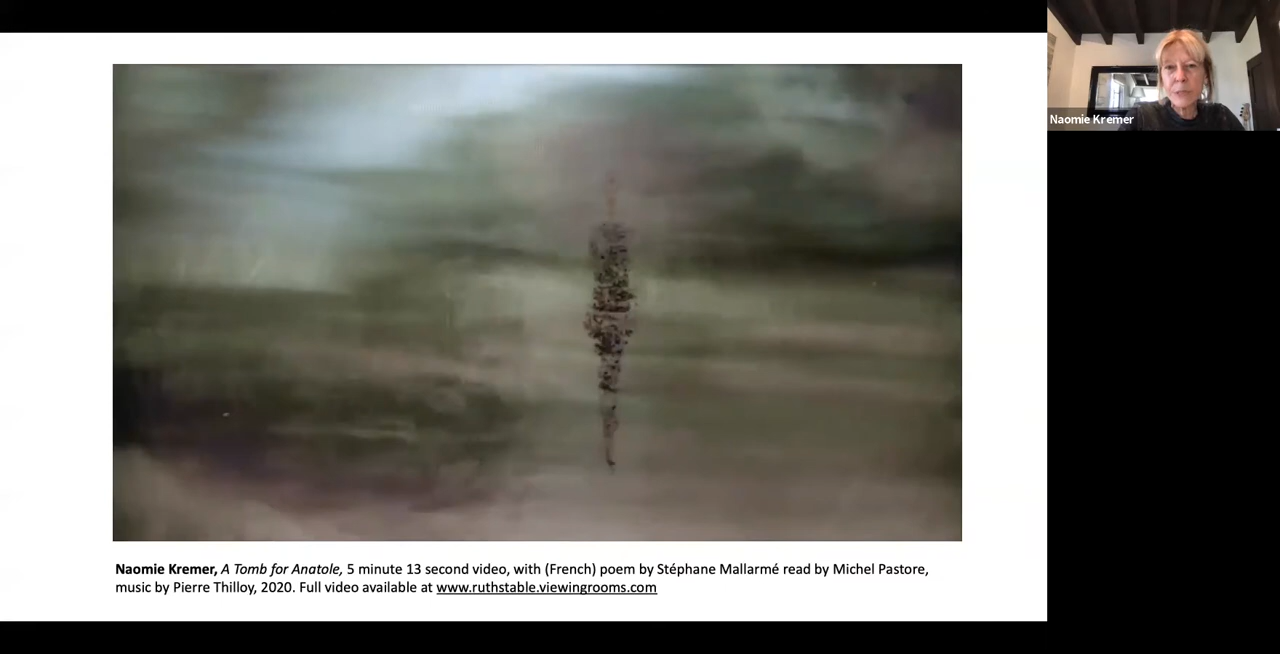 Naomie Kremer
Naomie Kremer, A Tomb for Anatole, 5 minute 13 second video, with (French) poem by Stéphane Mallarmé read by Michel Pastore,
music by Pierre Thilloy, 2020. Full video available at www.ruthstable.viewingrooms.com